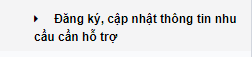 Đăng ký, cập nhật thông tin nhu
cầu cần hỗ trợ